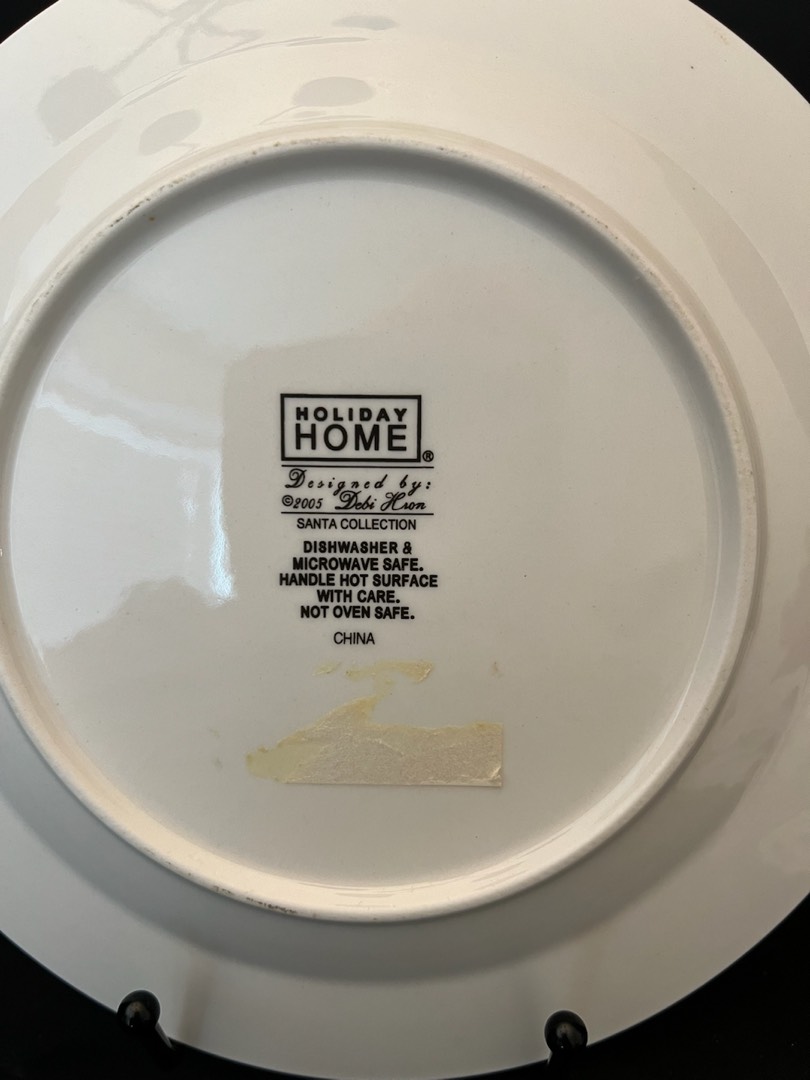 HOLIDAY
HOME®
Designed by:
©2005 Debi Hron
SANTA COLLECTION
DISHWASHER &
MICROWAVE SAFE.
HANDLE HOT SURFACE
WITH CARE.
NOT OVEN SAFE.
CHINA